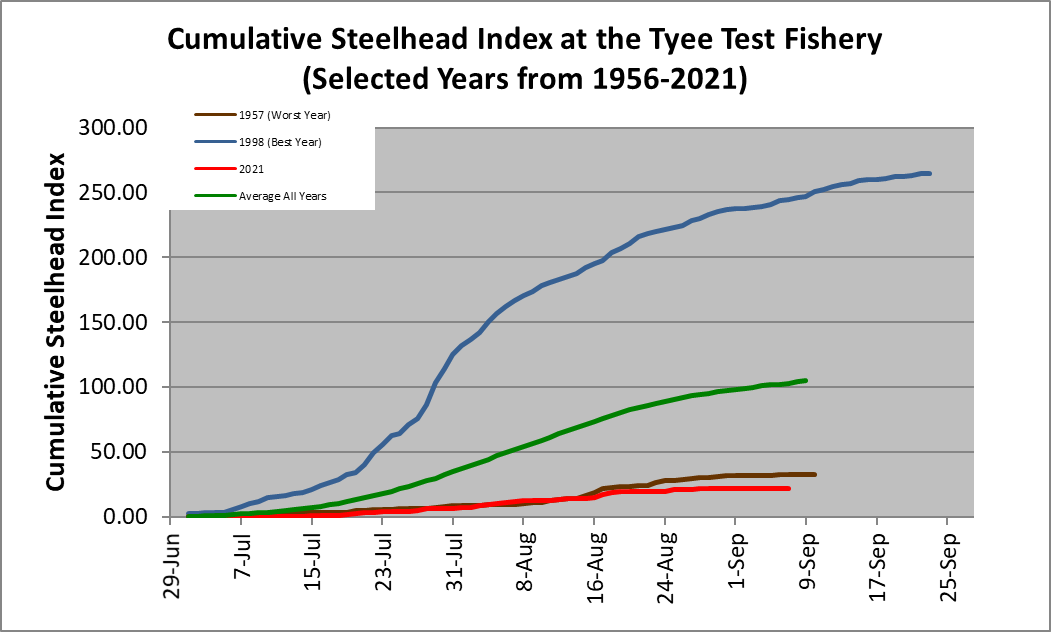 Cumulative Steelhead Index at the Tyee Test Fishery
(Selected Years from 1956-2021)
1957 (Worst Year)
1998 (Best Year)
2021
Average All Years
Cumulative Steelhead Index
300.00
250.00
200.00
150.00
100.00
50.00
0.00
29-Jun
7-Jul
15-Jul
23-Jul
31-Jul
8-Aug
16-Aug
24-Aug
1-Sep
9-Sep
17-Sep
25-Sep